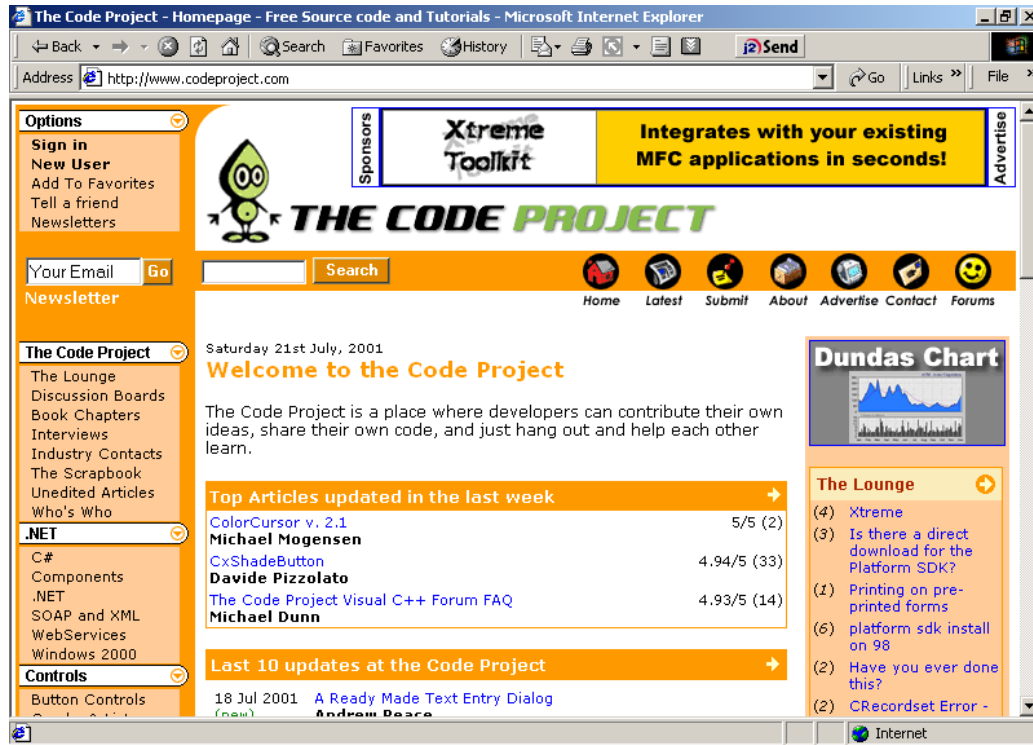 The Code Project - Homepage - Free Source code and Tutorials - Microsoft Internet Explorer
Back Search Favorites History j2 Send
Address http://www.codeproject.com Go Links » File »
Options
Sign in
New User
Add To Favorites
Tell a friend
Newsletters
Your Email Go
Newsletter
The Code Project
The Lounge
Discussion Boards
Book Chapters
Interviews
Industry Contacts
The Scrapbook
Unedited Articles
Who's Who
.NET
C#
Components
.NET
SOAP and XML
WebServices
Windows 2000
Controls
Button Controls
Sponsors
Xtreme
Toolkit
Integrates with your existing
MFC applications in seconds!
Advertise
THE CODE PROJECT
Search
Home Latest Submit About Advertise Contact Forums
Saturday 21st July, 2001
Welcome to the Code Project
The Code Project is a place where developers can contribute their own
ideas, share their own code, and just hang out and help each other
learn.
Top Articles updated in the last week
ColorCursor v. 2.1 5/5 (2)
Michael Mogensen
CxShadeButton 4.94/5 (33)
Davide Pizzolato
The Code Project Visual C++ Forum FAQ 4.93/5 (14)
Michael Dunn
Last 10 updates at the Code Project
18 Jul 2001 A Ready Made Text Entry Dialog
(new) Andrew Peace
Dundas Chart
The Lounge
(4) Xtreme
(3) Is there a direct
download for the
Platform SDK?
(1) Printing on pre-
printed forms
(6) platform sdk install
on 98
(2) Have you ever done
this?
(2) CRecordset Error -
Internet